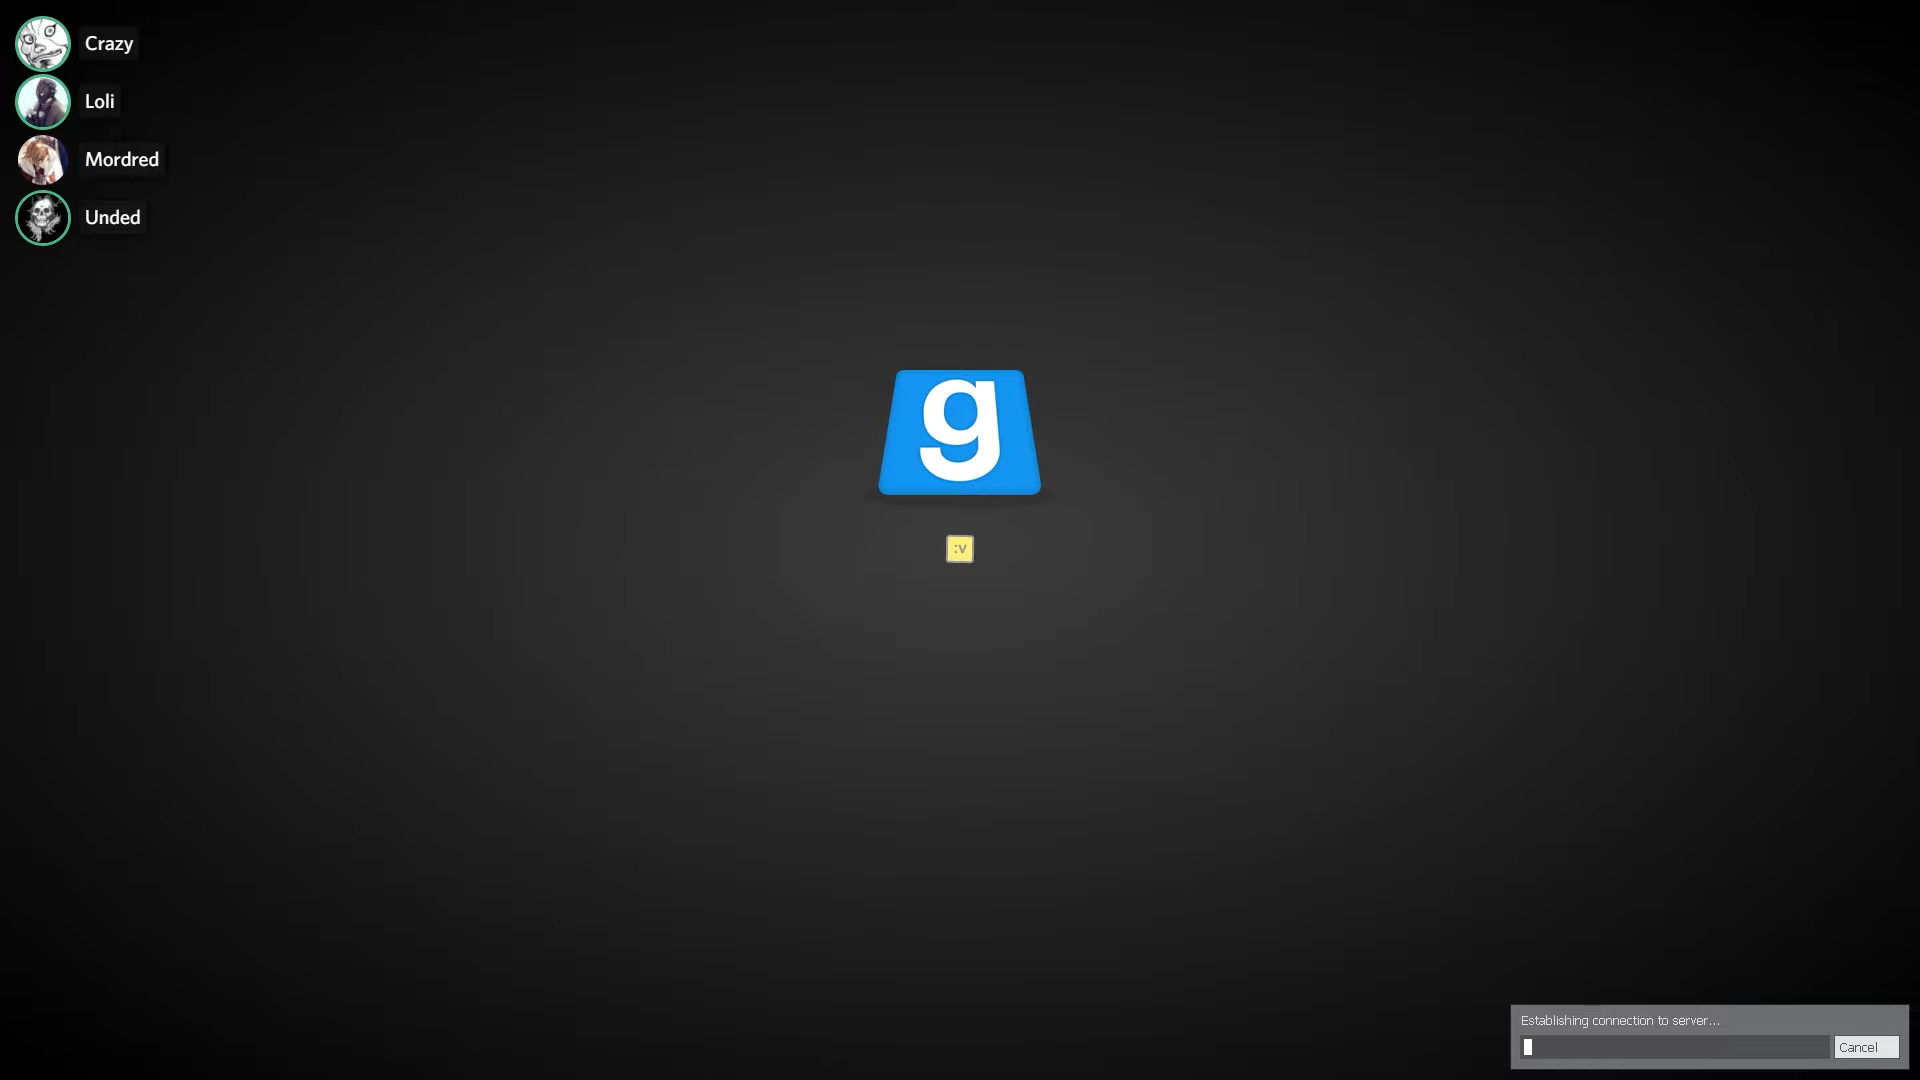 Crazy
Loli
Mordred
Unded
g
:v
Establishing connection to server...
Cancel